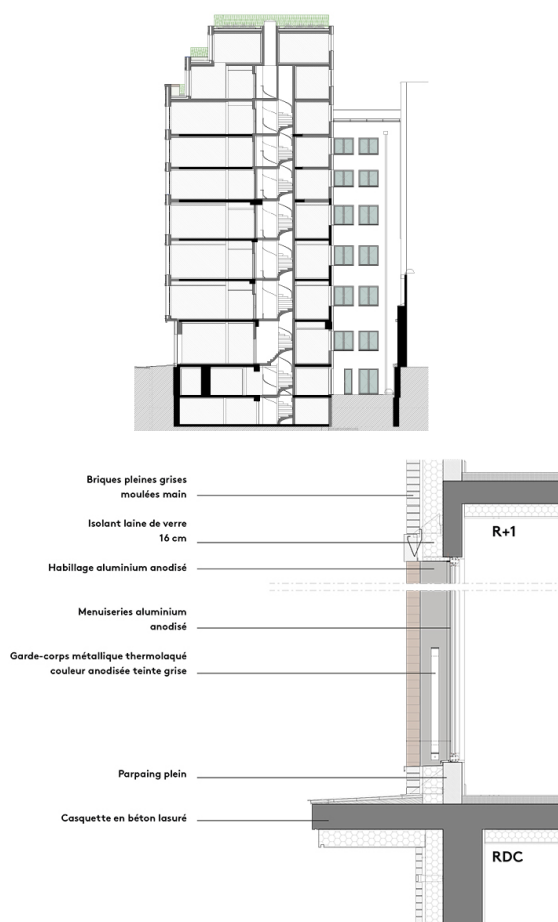 Briques pleines grises
moulées main
Isolant laine de verre
16 cm
R+1
Habillage aluminium anodisé
Menuiseries aluminium
anodisé
Garde-corps métallique thermolaqué
couleur anodisée teinte grise
Parpaing plein
Casquette en béton lasuré
RDC